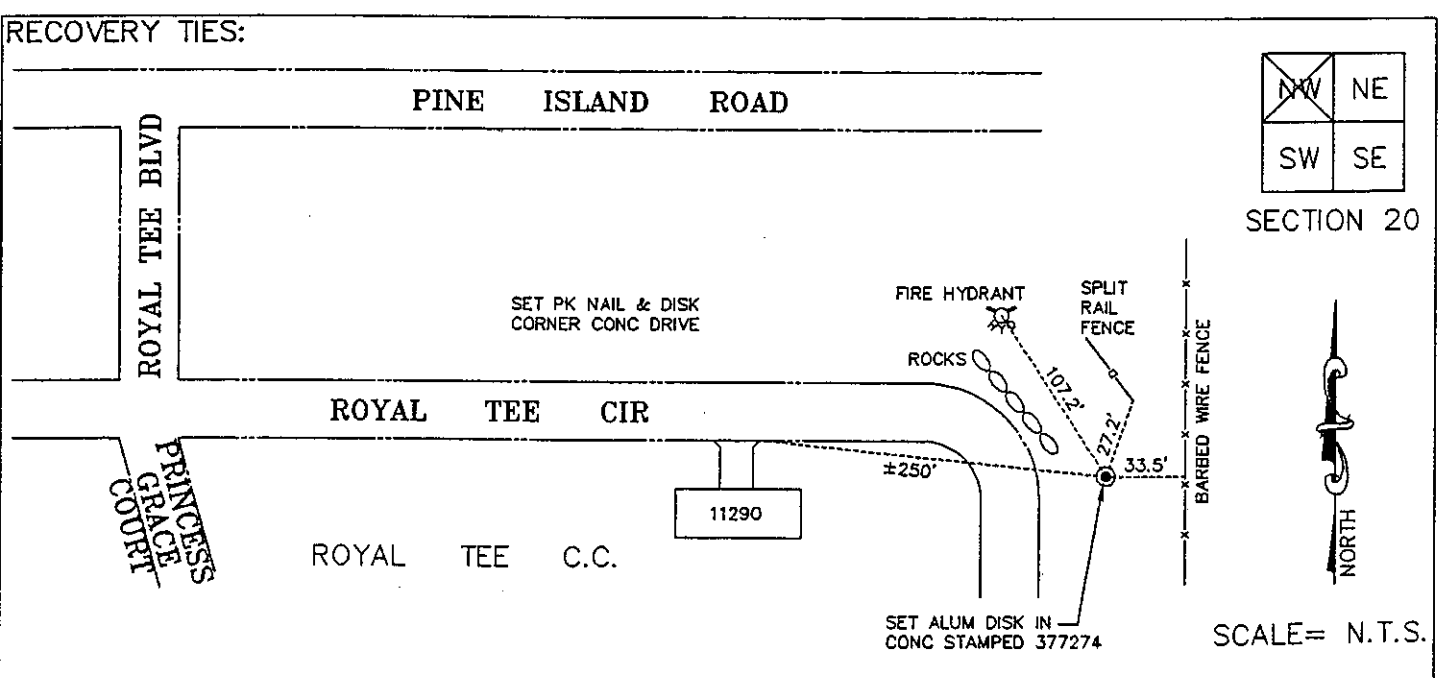 RECOVERY TIES:
PINE ISLAND ROAD
NW NE
SW SE
SECTION 20
ROYAL TEE BLVD
SET PK NAIL & DISK
CORNER CONC DRIVE
FIRE HYDRANT
HYD
SPLIT
RAIL
FENCE
ROCKS
107.2'
27.2'
33.5'
BARBED WIRE FENCE
ROYAL TEE CIR
±250'
11290
PRINCESS
GRACE
COURT
ROYAL TEE C.C.
NORTH
SET ALUM DISK IN
CONC STAMPED 377274
SCALE= N.T.S.